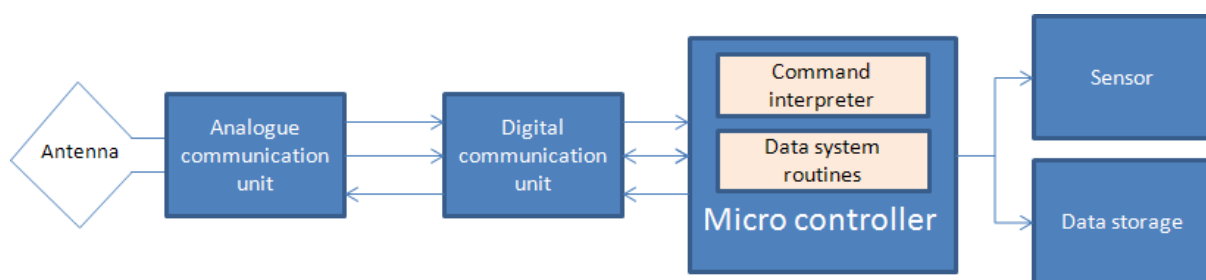 Antenna
Analogue
communication
unit
Digital
communication
unit
Command
interpreter
Data system
routines
Micro controller
Sensor
Data storage